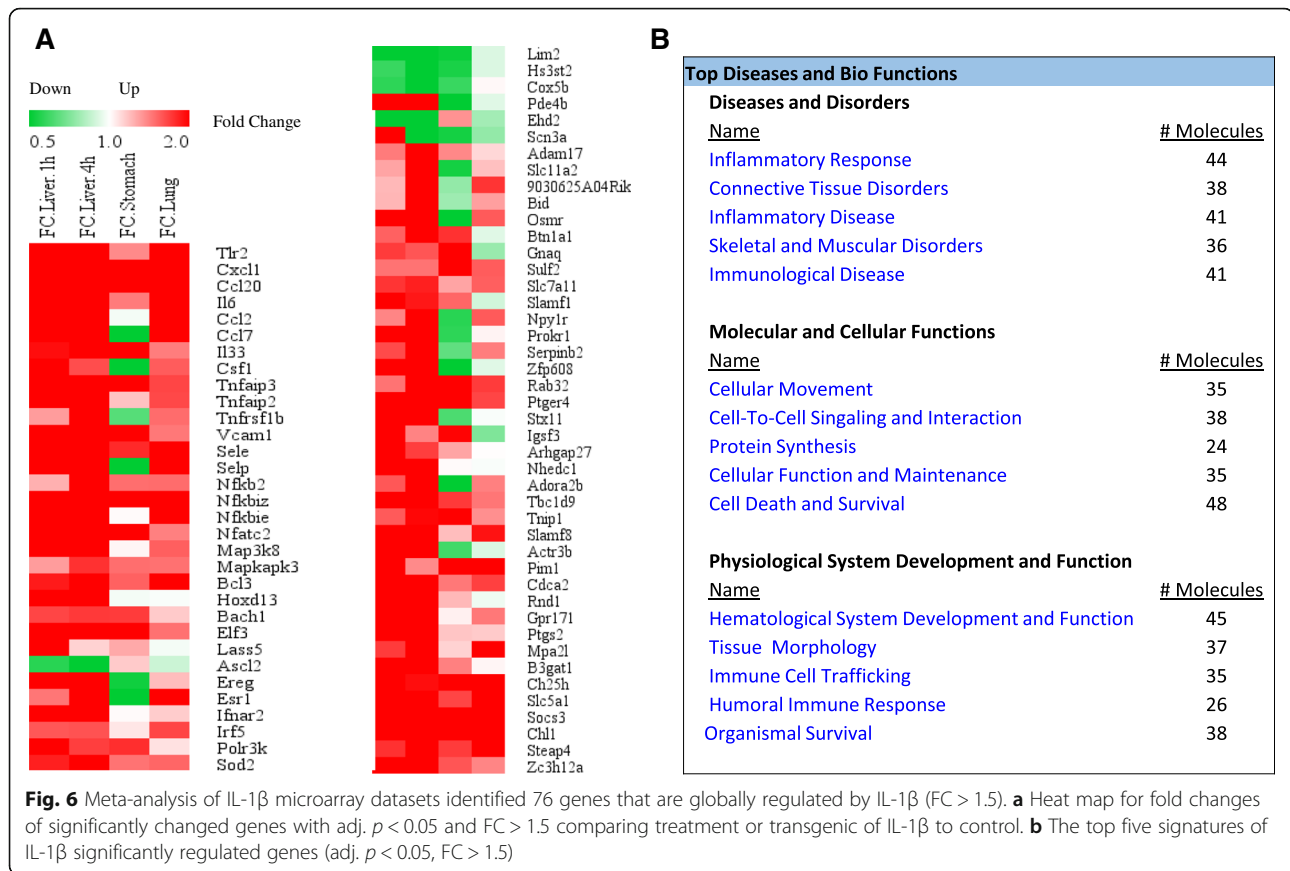 A
Down Up
Fold Change
0.5 1.0 2.0
FC.Liver.1h
FC.Liver.4h
FC.Stomach
FC.Lung
Tlr2
Cxcl1
Ccl20
Il6
Ccl2
Ccl7
Il33
Csf1
Tnfaip3
Tnfaip2
Tnfrsf1b
Vcam1
Sele
Selp
Nfkb2
Nfkbiz
Nfkbie
Nfatc2
Map3k8
Mapkapk3
Bcl3
Hoxd13
Bach1
Elf3
Lass5
Ascl2
Ereg
Esr1
Ifnar2
Irf5
Polr3k
Sod2
Lim2
Hs3st2
Cox5b
Pde4b
Ehd2
Scn3a
Adam17
Slc11a2
9030625A04Rik
Bid
Osmr
Btn1a1
Gnaq
Sulf2
Slc7a11
Slamf1
Npy1r
Prokr1
Serpinb2
Zfp608
Rab32
Ptger4
Stx11
Igsf3
Arhgap27
Nhedc1
Adora2b
Tbc1d9
Tnip1
Slamf8
Actr3b
Pim1
Cdca2
Rnd1
Gpr171
Ptgs2
Mpa2l
B3gat1
Ch25h
Slc5a1
Socs3
Chl1
Steap4
Zc3h12a
B
Top Diseases and Bio Functions
Diseases and Disorders
Name # Molecules
Inflammatory Response 44
Connective Tissue Disorders 38
Inflammatory Disease 41
Skeletal and Muscular Disorders 36
Immunological Disease 41
Molecular and Cellular Functions
Name # Molecules
Cellular Movement 35
Cell-To-Cell Singaling and Interaction 38
Protein Synthesis 24
Cellular Function and Maintenance 35
Cell Death and Survival 48
Physiological System Development and Function
Name # Molecules
Hematological System Development and Function 45
Tissue Morphology 37
Immune Cell Trafficking 35
Humoral Immune Response 26
Organismal Survival 38
Fig. 6 Meta-analysis of IL-1β microarray datasets identified 76 genes that are globally regulated by IL-1β (FC > 1.5). a Heat map for fold changes
of significantly changed genes with adj. p < 0.05 and FC > 1.5 comparing treatment or transgenic of IL-1β to control. b The top five signatures of
IL-1β significantly regulated genes (adj. p < 0.05, FC > 1.5)